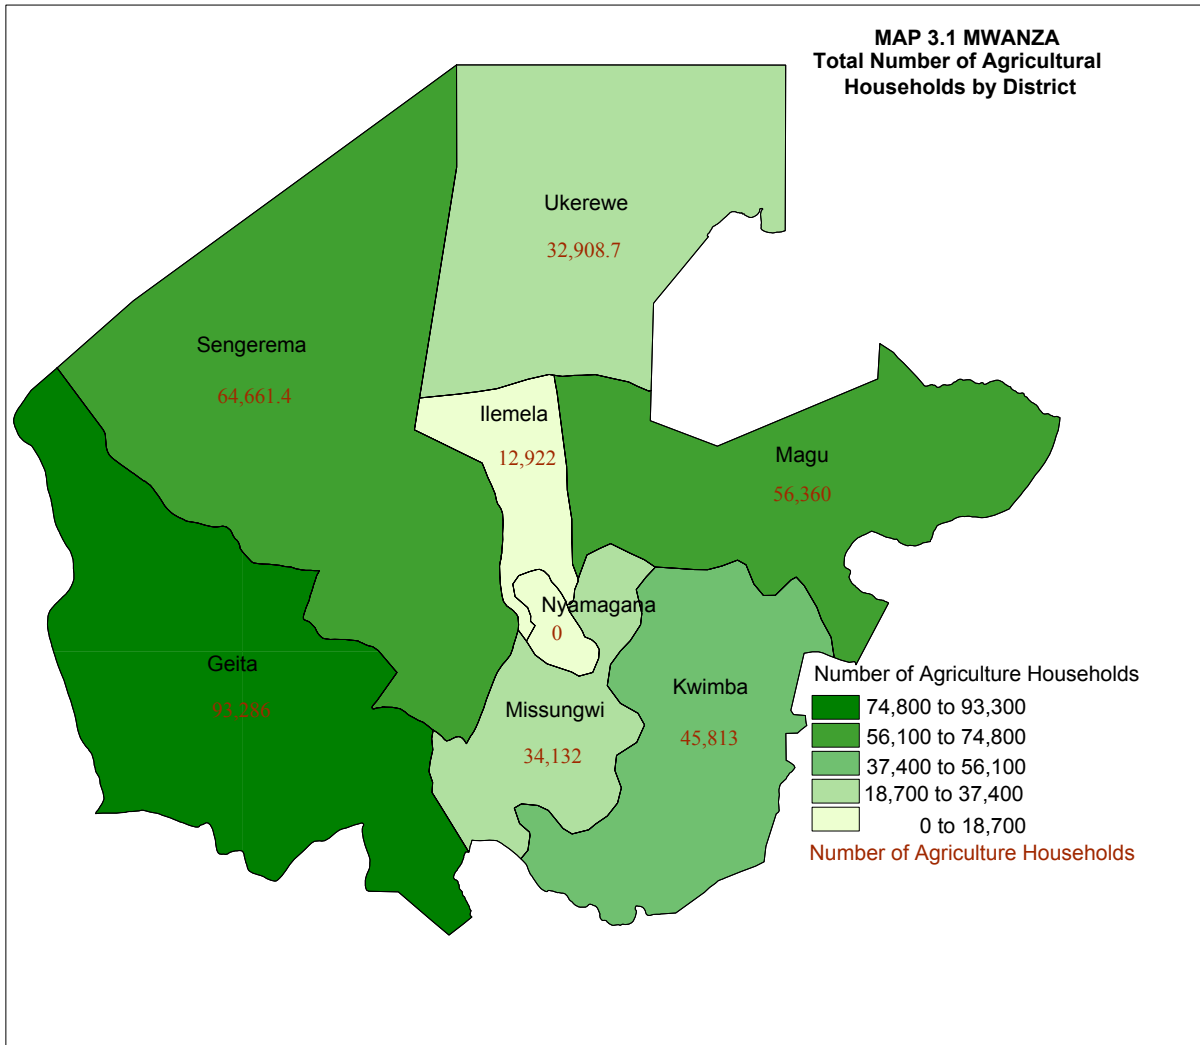 MAP 3.1 MWANZA
Total Number of Agricultural
Households by District
Ukerewe
32,908.7
Sengerema
64,661.4
Ilemela
12,922
Magu
56,360
Nyamagana
0
Geita
93,286
Missungwi
34,132
Kwimba
45,813
Number of Agriculture Households
74,800 to 93,300
56,100 to 74,800
37,400 to 56,100
18,700 to 37,400
0 to 18,700
Number of Agriculture Households